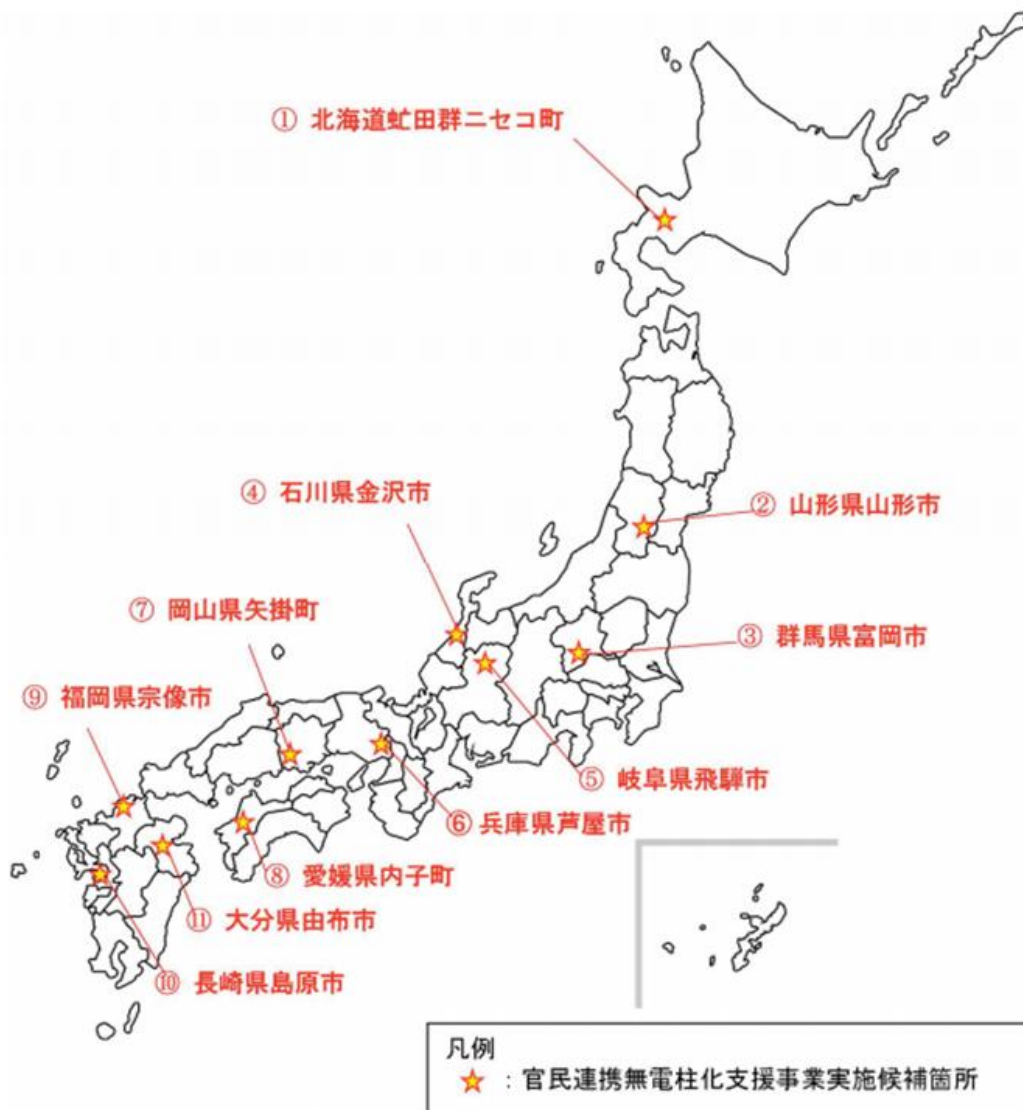 ① 北海道虻田群ニセコ町
② 山形県山形市
③ 群馬県富岡市
④ 石川県金沢市
⑤ 岐阜県飛騨市
⑥ 兵庫県芦屋市
⑦ 岡山県矢掛町
⑧ 愛媛県内子町
⑨ 福岡県宗像市
⑩ 長崎県島原市
⑪ 大分県由布市
凡例
：官民連携無電柱化支援事業実施候補箇所